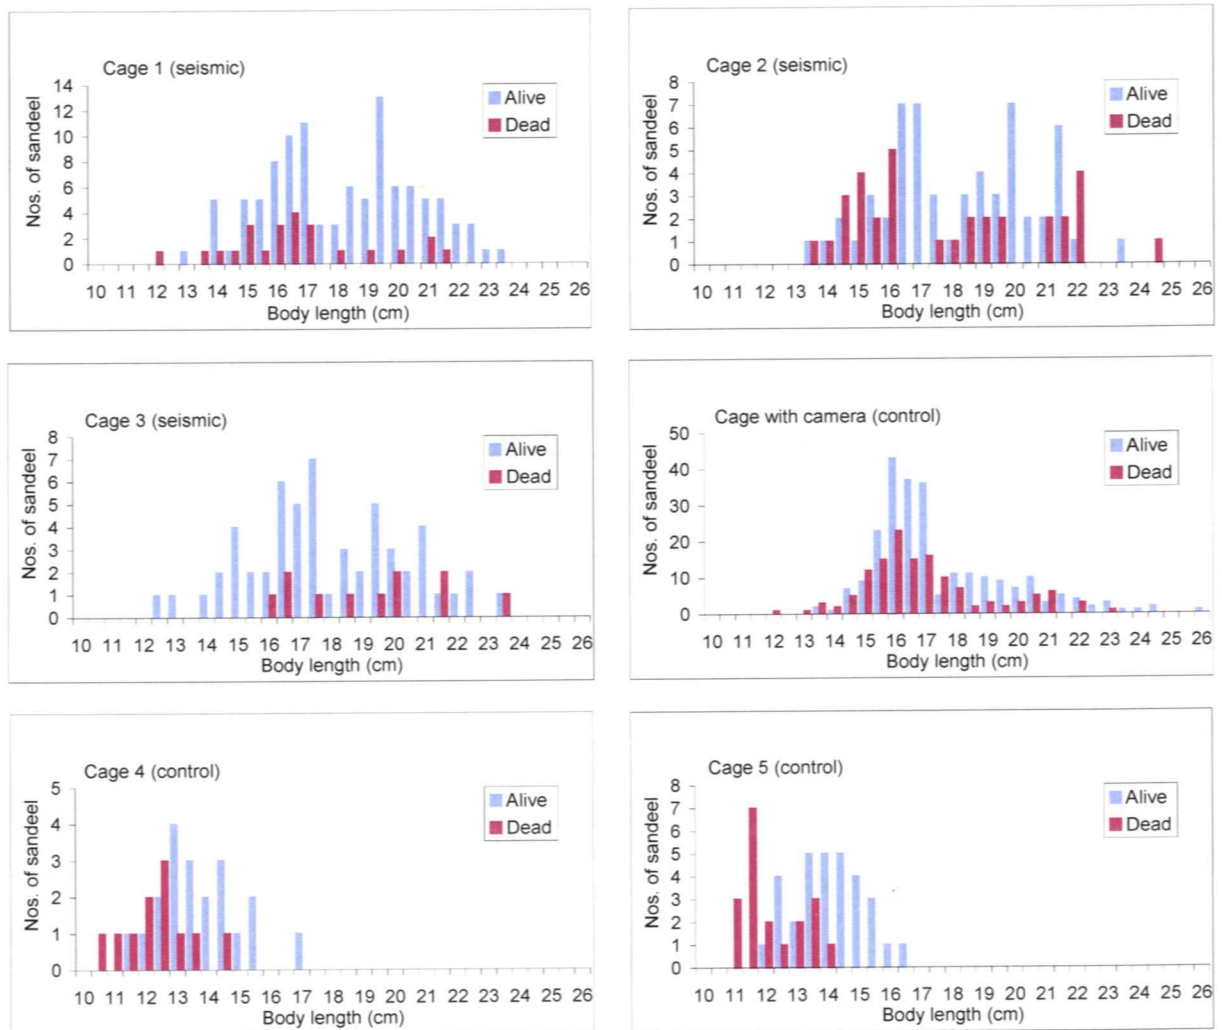 Cage 1 (seismic)
Nos. of sandeel
14
12
10
8
6
4
2
0
Alive
Dead
10 11 12 13 14 15 16 17 18 19 20 21 22 23 24 25 26
Body length (cm)
Cage 2 (seismic)
Nos. of sandeel
8
7
6
5
4
3
2
1
0
Alive
Dead
10 11 12 13 14 15 16 17 18 19 20 21 22 23 24 25 26
Body length (cm)
Cage 3 (seismic)
Nos. of sandeel
8
7
6
5
4
3
2
1
0
Alive
Dead
10 11 12 13 14 15 16 17 18 19 20 21 22 23 24 25 26
Body length (cm)
Cage with camera (control)
Nos. of sandeel
50
40
30
20
10
0
Alive
Dead
10 11 12 13 14 15 16 17 18 19 20 21 22 23 24 25 26
Body length (cm)
Cage 4 (control)
Nos. of sandeel
5
4
3
2
1
0
Alive
Dead
10 11 12 13 14 15 16 17 18 19 20 21 22 23 24 25 26
Body length (cm)
Cage 5 (control)
Nos. of sandeel
8
7
6
5
4
3
2
1
0
Alive
Dead
10 11 12 13 14 15 16 17 18 19 20 21 22 23 24 25 26
Body length (cm)